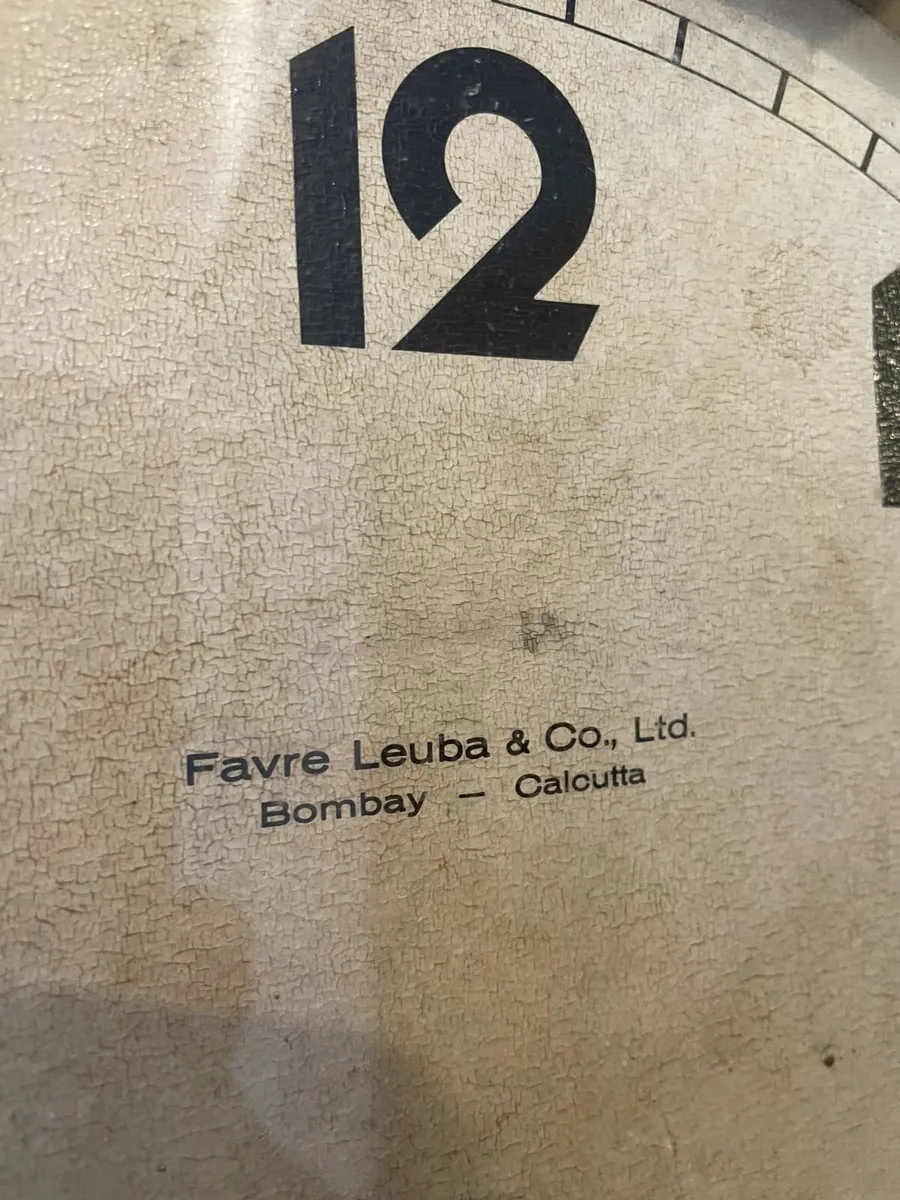 12
Favre Leuba & Co., Ltd.
Bombay — Calcutta